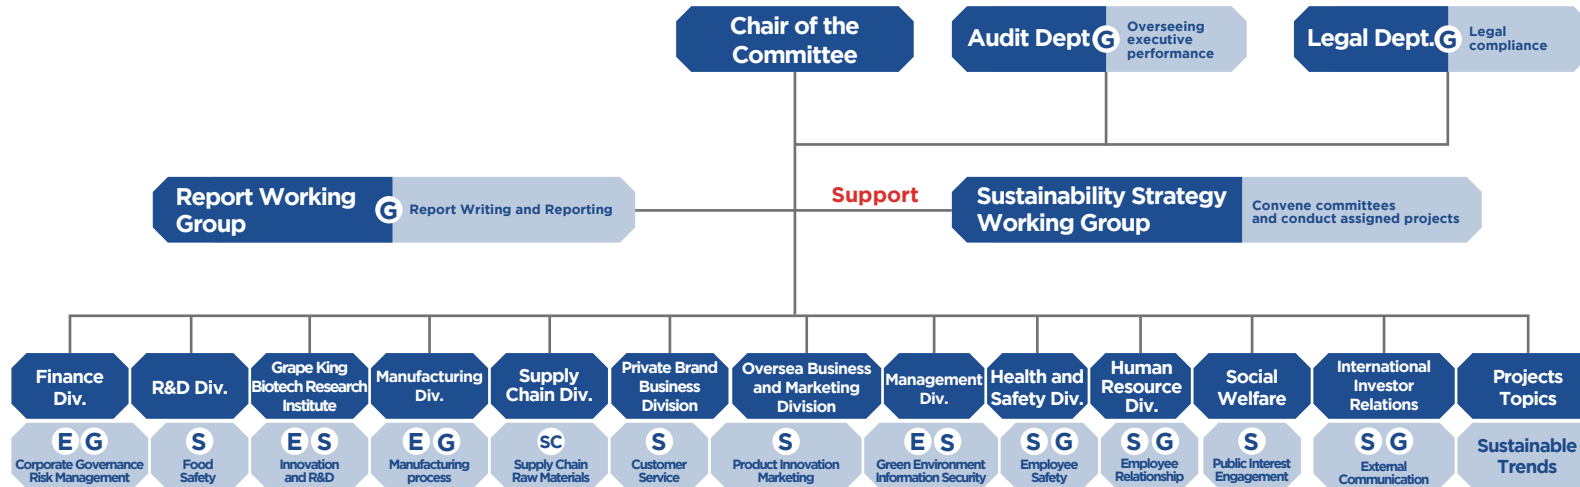 Chair of the
Committee
Audit Dept
G
Overseeing
executive
performance
Legal Dept.
G
Legal
compliance
Report Working
Group
G
Report Writing and Reporting
Support
Sustainability Strategy
Working Group
Convene committees
and conduct assigned projects
Finance
Div.
E G
Corporate Governance
Risk Management
R&D Div.
S
Food
Safety
Grape King
Biotech Research
Institute
E S
Innovation
and R&D
Manufacturing
Div.
E G
Manufacturing
process
Supply
Chain Div.
SC
Supply Chain
Raw Materials
Private Brand
Business
Division
S
Customer
Service
Oversea Business
and Marketing
Division
S
Product Innovation
Marketing
Management
Div.
E S
Green Environment
Information Security
Health and
Safety Div.
S G
Employee
Safety
Human
Resource
Div.
S G
Employee
Relationship
Social
Welfare
S
Public Interest
Engagement
International
Investor
Relations
S G
External
Communication
Projects
Topics
Sustainable
Trends